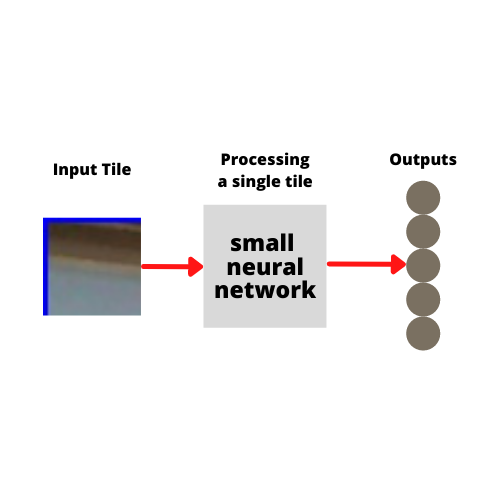 Input Tile
Processing
a single tile
Outputs
small
neural
network